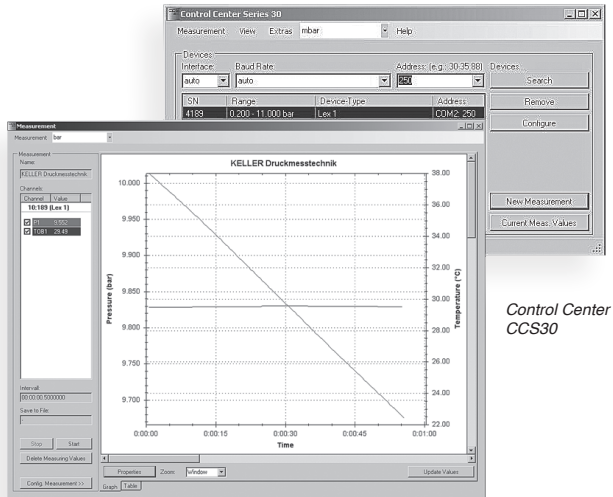 Control Center Series 30
Measurement View Extras mbar Help
Devices:
Interface: Baud Rate: Address: (e.g.: 30-35;88) Devices:
auto auto 250 Search
SN Range Device-Type Address
4189 0.200 - 11.000 bar Lex 1 COM2: 250
Remove
Configure
New Measurement
Current Meas. Values
Measurement
Measurement bar
Measurement
Name:
KELLER Druckmesstechnik
Channels:
Channel Value
10:189 (Lex 1)
P1 9.552
TOB1 29.49
Intervall:
00:00:00.5000000
Save to File:
Stop Start
Delete Measuring Values
Config. Measurement >>
KELLER Druckmesstechnik
Pressure (bar)
10.000
9.950
9.900
9.850
9.800
9.750
9.700
38.00
36.00
34.00
32.00
30.00
28.00
26.00
24.00
22.00
Temperature (°C)
0:00:00 0:00:15 0:00:30 0:00:45 0:01:00
Time
Properties Zoom: Window Update Values
Graph Table
Control Center
CCS30